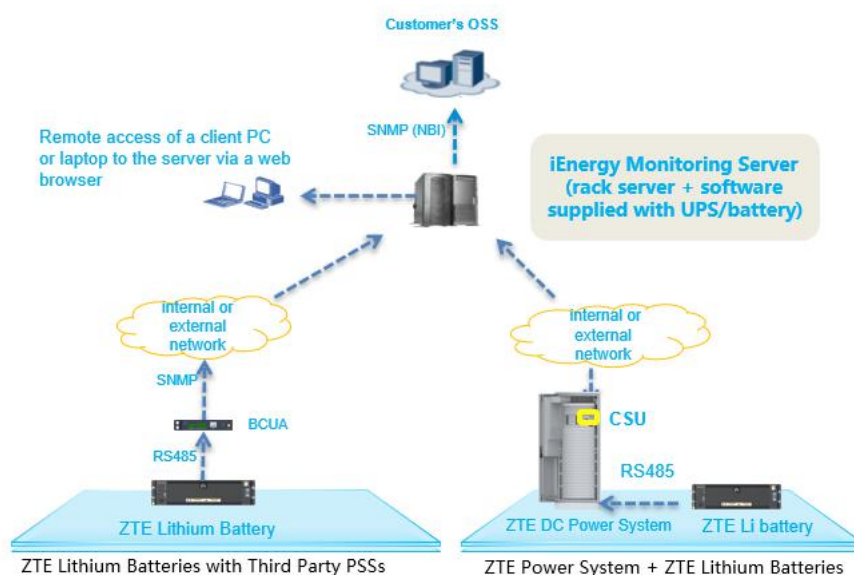 Customer's OSS
SNMP (NBI)
Remote access of a client PC
or laptop to the server via a web
browser
iEnergy Monitoring Server
(rack server + software
supplied with UPS/battery)
internal or
external
network
internal or
external
network
SNMP
BCUA
CSU
RS485
RS485
ZTE Lithium Battery
ZTE DC Power System
ZTE Li battery
ZTE Lithium Batteries with Third Party PSSs
ZTE Power System + ZTE Lithium Batteries